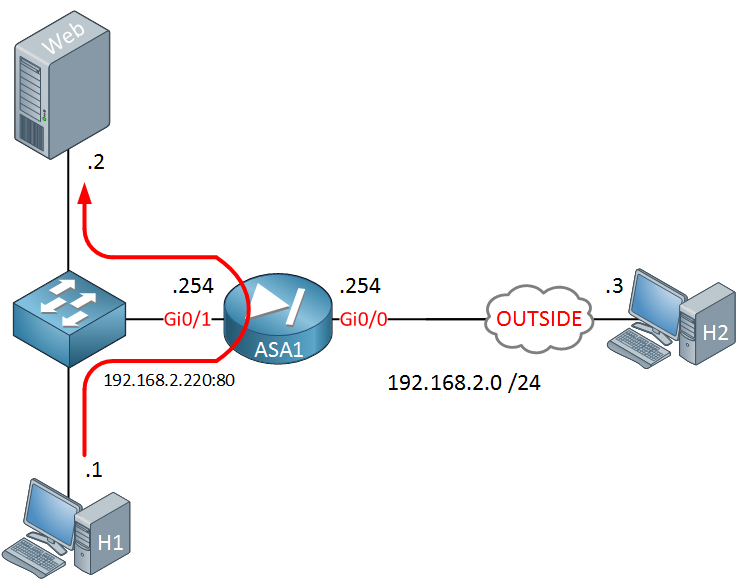 Web
.2
.254
.254
.3
Gi0/1
Gi0/0
OUTSIDE
H2
ASA1
192.168.2.220:80
192.168.2.0 /24
.1
H1